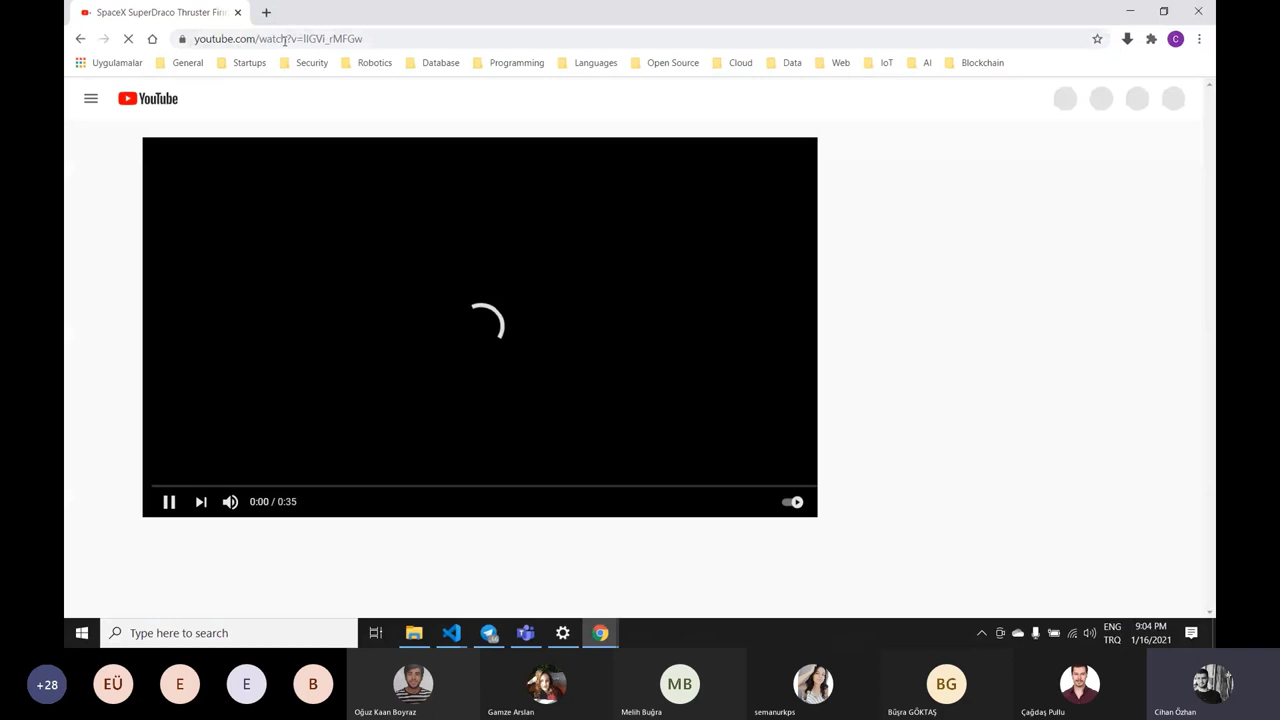 SpaceX SuperDraco Thruster Firi
youtube.com/watch?v=llGVi_rMFGw
C
Uygulamalar General Startups Security Robotics Database Programming Languages Open Source Cloud Data Web IoT AI Blockchain
YouTube
0:00 / 0:35
Type here to search
ENG 9:04 PM
TRQ 1/16/2021
+28 EÜ E E B MB BG
Oğuz Kaan Boyraz Gamze Arslan Melih Buğra semanurkps Büşra GÖKTAŞ Çağdaş Pullu Cihan Özhan